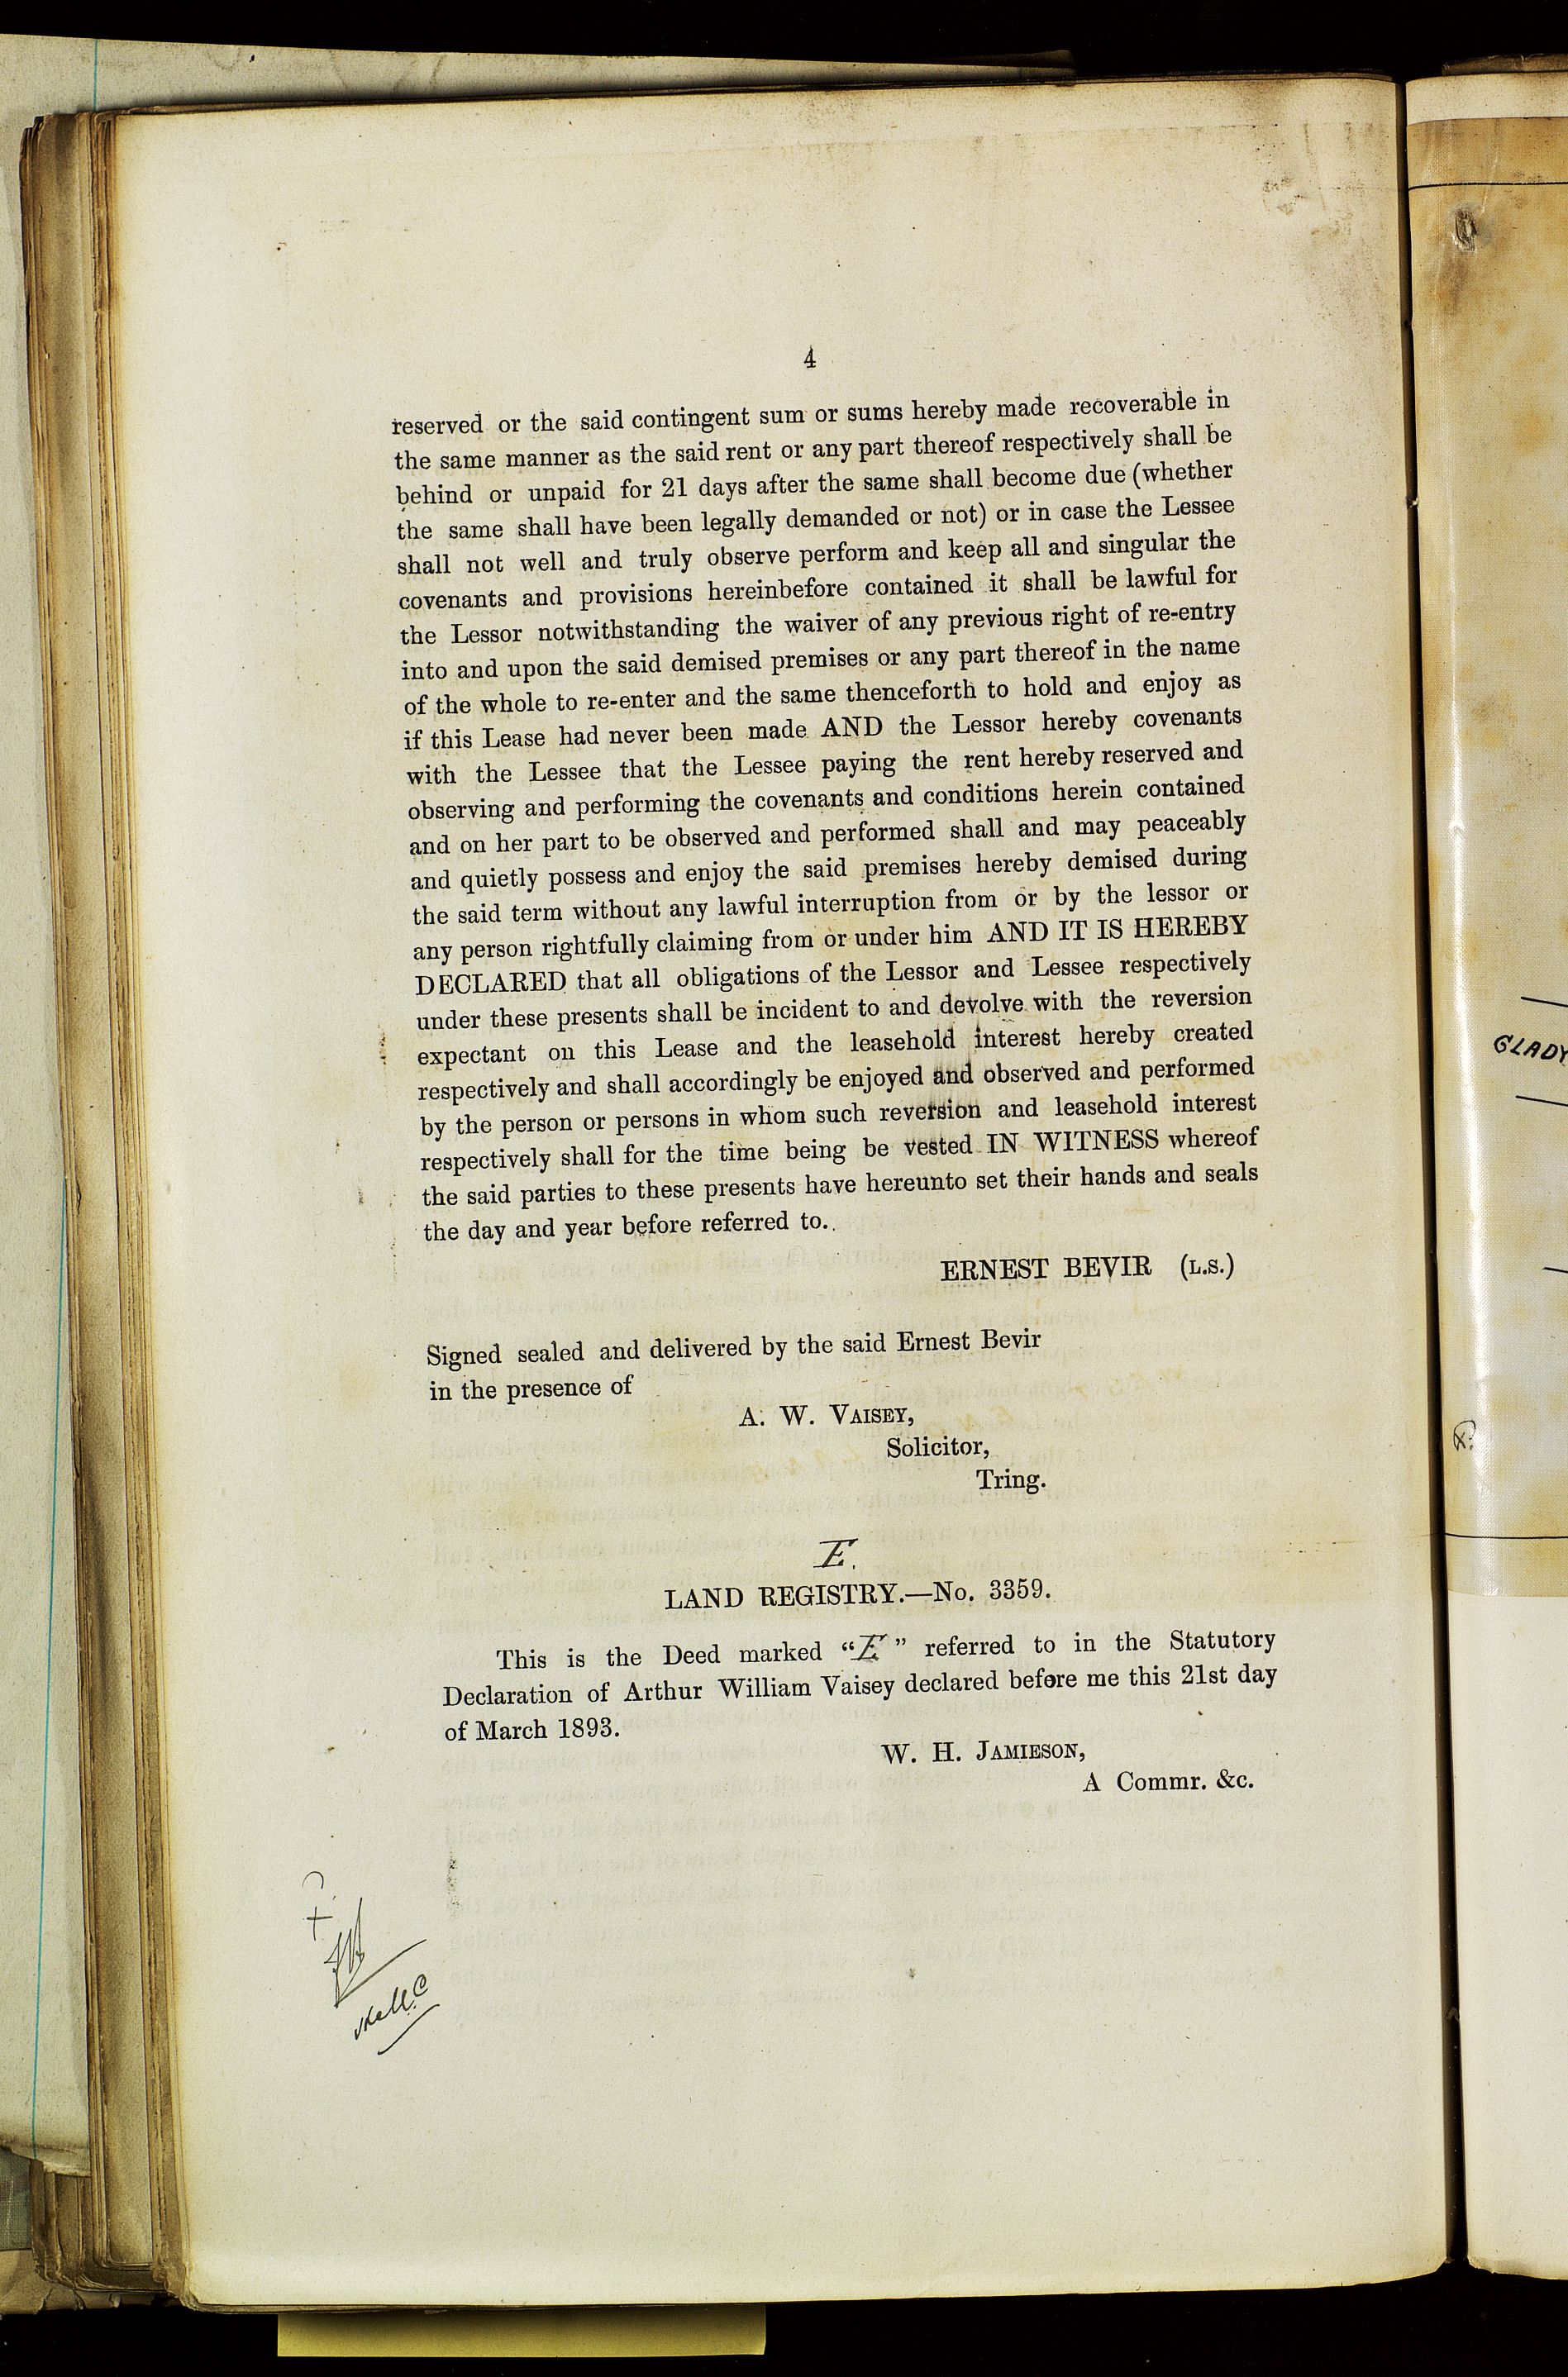 4
reserved or the said contingent sum or sums hereby made recoverable in
the same manner as the said rent or any part thereof respectively shall be
behind or unpaid for 21 days after the same shall become due (whether
the same shall have been legally demanded or not) or in case the Lessee
shall not well and truly observe perform and keep all and singular the
covenants and provisions hereinbefore contained it shall be lawful for
the Lessor notwithstanding the waiver of any previous right of re-entry
into and upon the said demised premises or any part thereof in the name
of the whole to re-enter and the same thenceforth to hold and enjoy as
if this Lease had never been made AND the Lessor hereby covenants
with the Lessee that the Lessee paying the rent hereby reserved and
observing and performing the covenants and conditions herein contained
and on her part to be observed and performed shall and may peaceably
and quietly possess and enjoy the said premises hereby demised during
the said term without any lawful interruption from or by the lessor or
any person rightfully claiming from or under him AND IT IS HEREBY
DECLARED that all obligations of the Lessor and Lessee respectively
under these presents shall be incident to and devolve with the reversion
expectant on this Lease and the leasehold interest hereby created
respectively and shall accordingly be enjoyed and observed and performed
by the person or persons in whom such reversion and leasehold interest
respectively shall for the time being be vested IN WITNESS whereof
the said parties to these presents have hereunto set their hands and seals
the day and year before referred to.
ERNEST BEVIR (L.S.)
Signed sealed and delivered by the said Ernest Bevir
in the presence of
A. W. VAISEY,
Solicitor,
Tring.
E.
LAND REGISTRY.—No. 3359.
This is the Deed marked “E” referred to in the Statutory
Declaration of Arthur William Vaisey declared before me this 21st day
of March 1893.
W. H. JAMIESON,
A Commr. &c.
GLADY